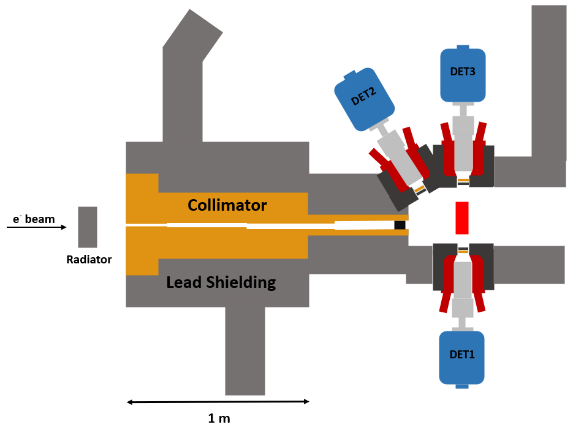 DET3
DET2
Collimator
e⁻ beam
Radiator
Lead Shielding
DET1
1 m